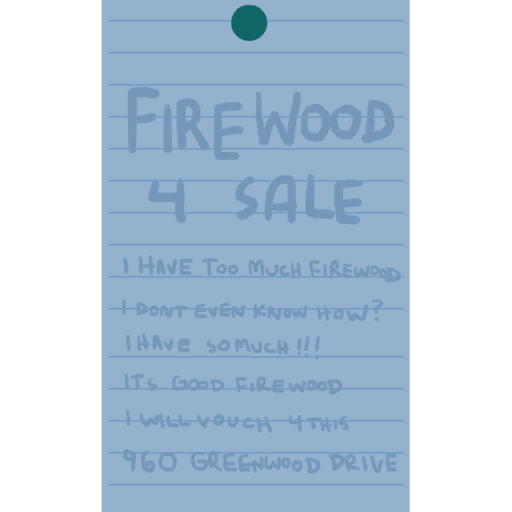 FIREWOOD
4 SALE
I HAVE TOO MUCH FIREWOOD
I DONT EVEN KNOW HOW?
I HAVE SO MUCH!!!
ITS GOOD FIREWOOD
I WILL VOUCH 4 THIS
960 GREENWOOD DRIVE